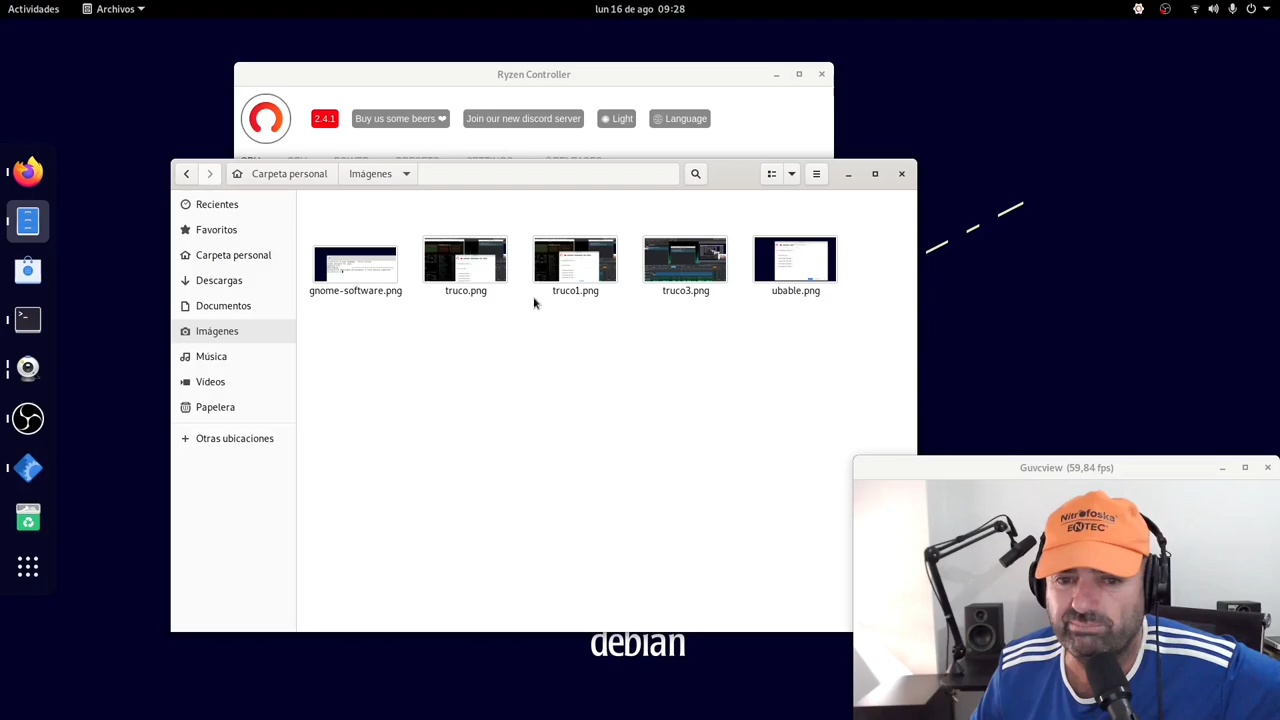 Actividades
Archivos
lun 16 de ago 09:28
Ryzen Controller
2.4.1
Buy us some beers ❤
Join our new discord server
Light
Language
Carpeta personal
Imágenes
Recientes
Favoritos
Carpeta personal
Descargas
Documentos
Imágenes
Música
Vídeos
Papelera
+ Otras ubicaciones
gnome-software.png
truco.png
truco1.png
truco3.png
ubable.png
debian
Guvcview (59,84 fps)
Nitrofoska
ENTEC